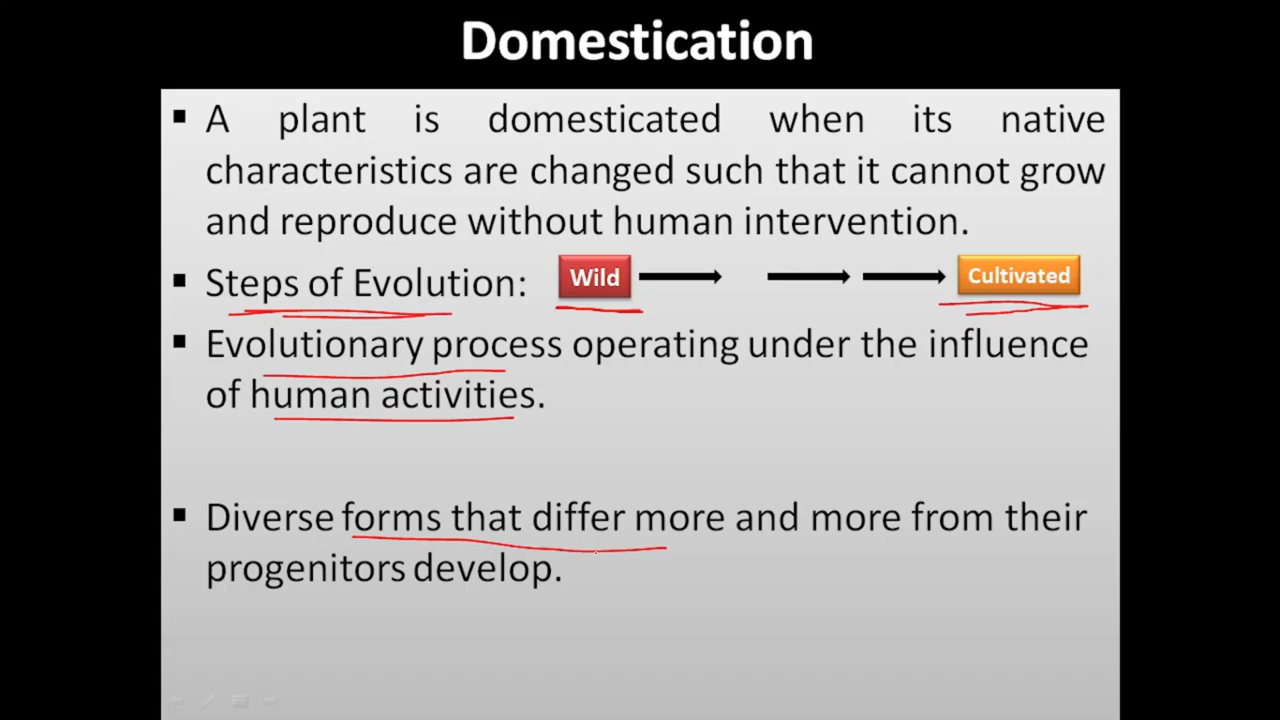 Domestication
▪ A plant is domesticated when its native
characteristics are changed such that it cannot grow
and reproduce without human intervention.
▪ Steps of Evolution: Wild Cultivated
▪ Evolutionary process operating under the influence
of human activities.
▪ Diverse forms that differ more and more from their
progenitors develop.